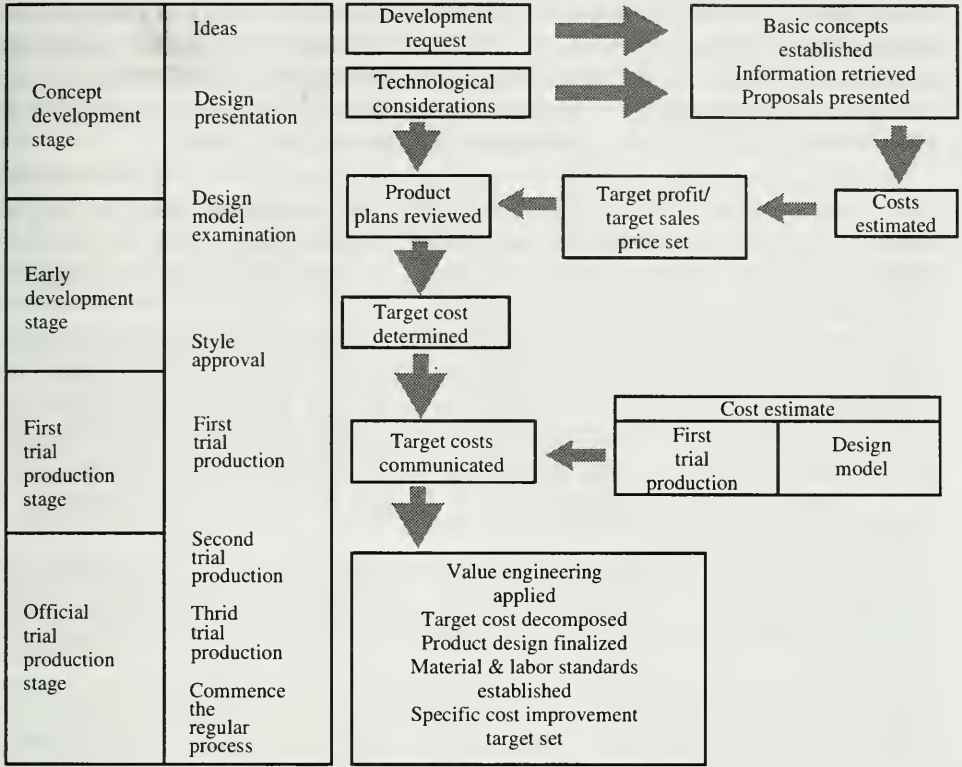 Concept
development
stage
Early
development
stage
First
trial
production
stage
Official
trial
production
stage
Ideas
Design
presentation
Design
model
examination
Style
approval
First
trial
production
Second
trial
production
Thrid
trial
production
Commence
the
regular
process
Development
request
Technological
considerations
Basic concepts
established
Information retrieved
Proposals presented
Product
plans reviewed
Target profit/
target sales
price set
Costs
estimated
Target cost
determined
Target costs
communicated
Cost estimate
First
trial
production
Design
model
Value engineering
applied
Target cost decomposed
Product design finalized
Material & labor standards
established
Specific cost improvement
target set